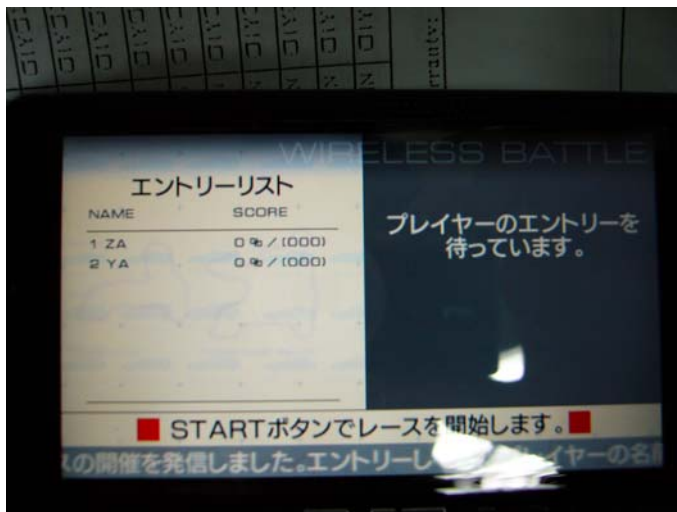 WIRELESS BATTLE
エントリーリスト
NAME SCORE
1 ZA 0 % / (000)
2 YA 0 % / (000)
プレイヤーのエントリーを
待っています。
STARTボタンでレースを開始します。
の開催を発信しました。エントリーし イヤーの名前